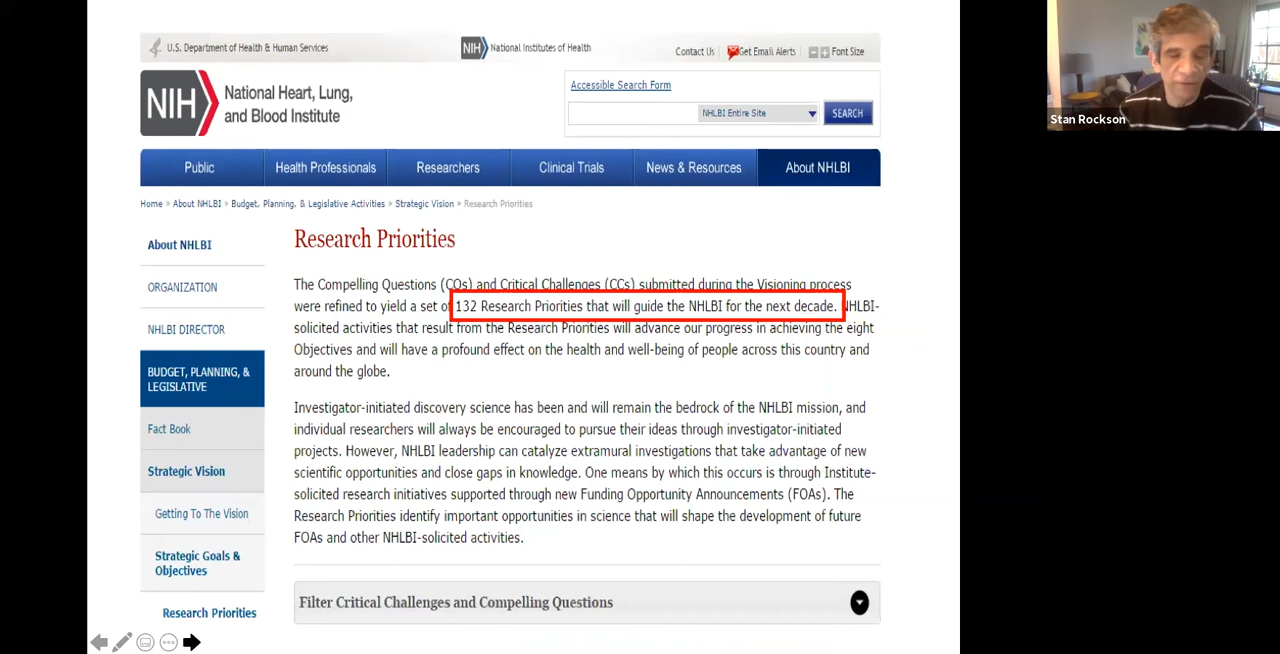 U.S. Department of Health & Human Services
NIH National Institutes of Health
Contact Us
Get Email Alerts
Font Size
NIH National Heart, Lung,
and Blood Institute
Accessible Search Form
NHLBI Entire Site
SEARCH
Stan Rockson
Public
Health Professionals
Researchers
Clinical Trials
News & Resources
About NHLBI
Home > About NHLBI > Budget, Planning, & Legislative Activities > Strategic Vision > Research Priorities
About NHLBI
ORGANIZATION
NHLBI DIRECTOR
BUDGET, PLANNING, &
LEGISLATIVE
Fact Book
Strategic Vision
Getting To The Vision
Strategic Goals &
Objectives
Research Priorities
Research Priorities
The Compelling Questions (CQs) and Critical Challenges (CCs) submitted during the Visioning process
were refined to yield a set of 132 Research Priorities that will guide the NHLBI for the next decade. NHLBI-
solicited activities that result from the Research Priorities will advance our progress in achieving the eight
Objectives and will have a profound effect on the health and well-being of people across this country and
around the globe.
Investigator-initiated discovery science has been and will remain the bedrock of the NHLBI mission, and
individual researchers will always be encouraged to pursue their ideas through investigator-initiated
projects. However, NHLBI leadership can catalyze extramural investigations that take advantage of new
scientific opportunities and close gaps in knowledge. One means by which this occurs is through Institute-
solicited research initiatives supported through new Funding Opportunity Announcements (FOAs). The
Research Priorities identify important opportunities in science that will shape the development of future
FOAs and other NHLBI-solicited activities.
Filter Critical Challenges and Compelling Questions